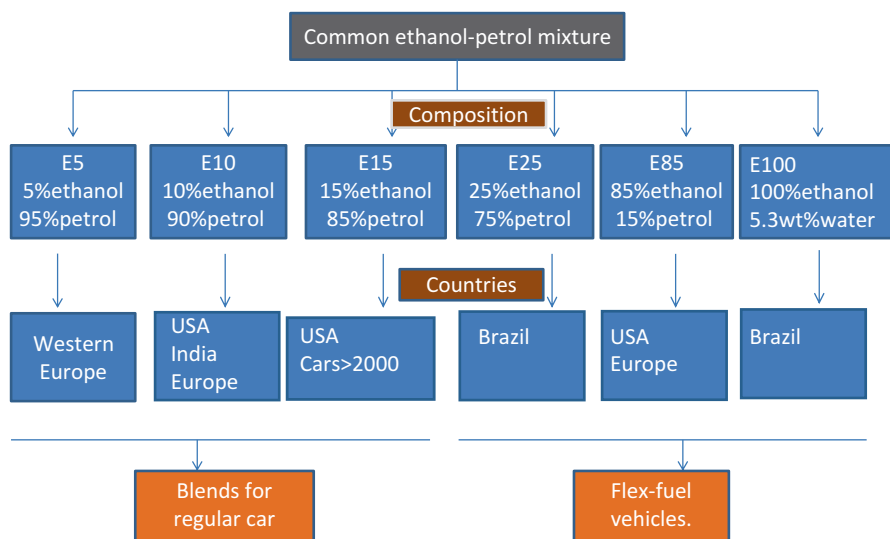 Common ethanol-petrol mixture
Composition
E5
5%ethanol
95%petrol
E10
10%ethanol
90%petrol
E15
15%ethanol
85%petrol
E25
25%ethanol
75%petrol
E85
85%ethanol
15%petrol
E100
100%ethanol
5.3wt%water
Countries
Western
Europe
USA
India
Europe
USA
Cars>2000
Brazil
USA
Europe
Brazil
Blends for
regular car
Flex-fuel
vehicles.